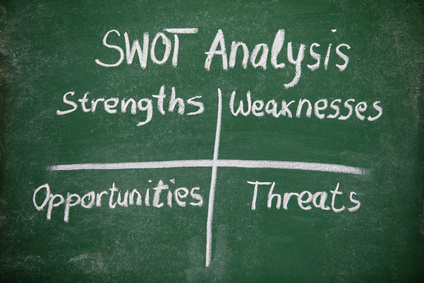 SWOT Analysis
Strengths Weaknesses
Opportunities Threats